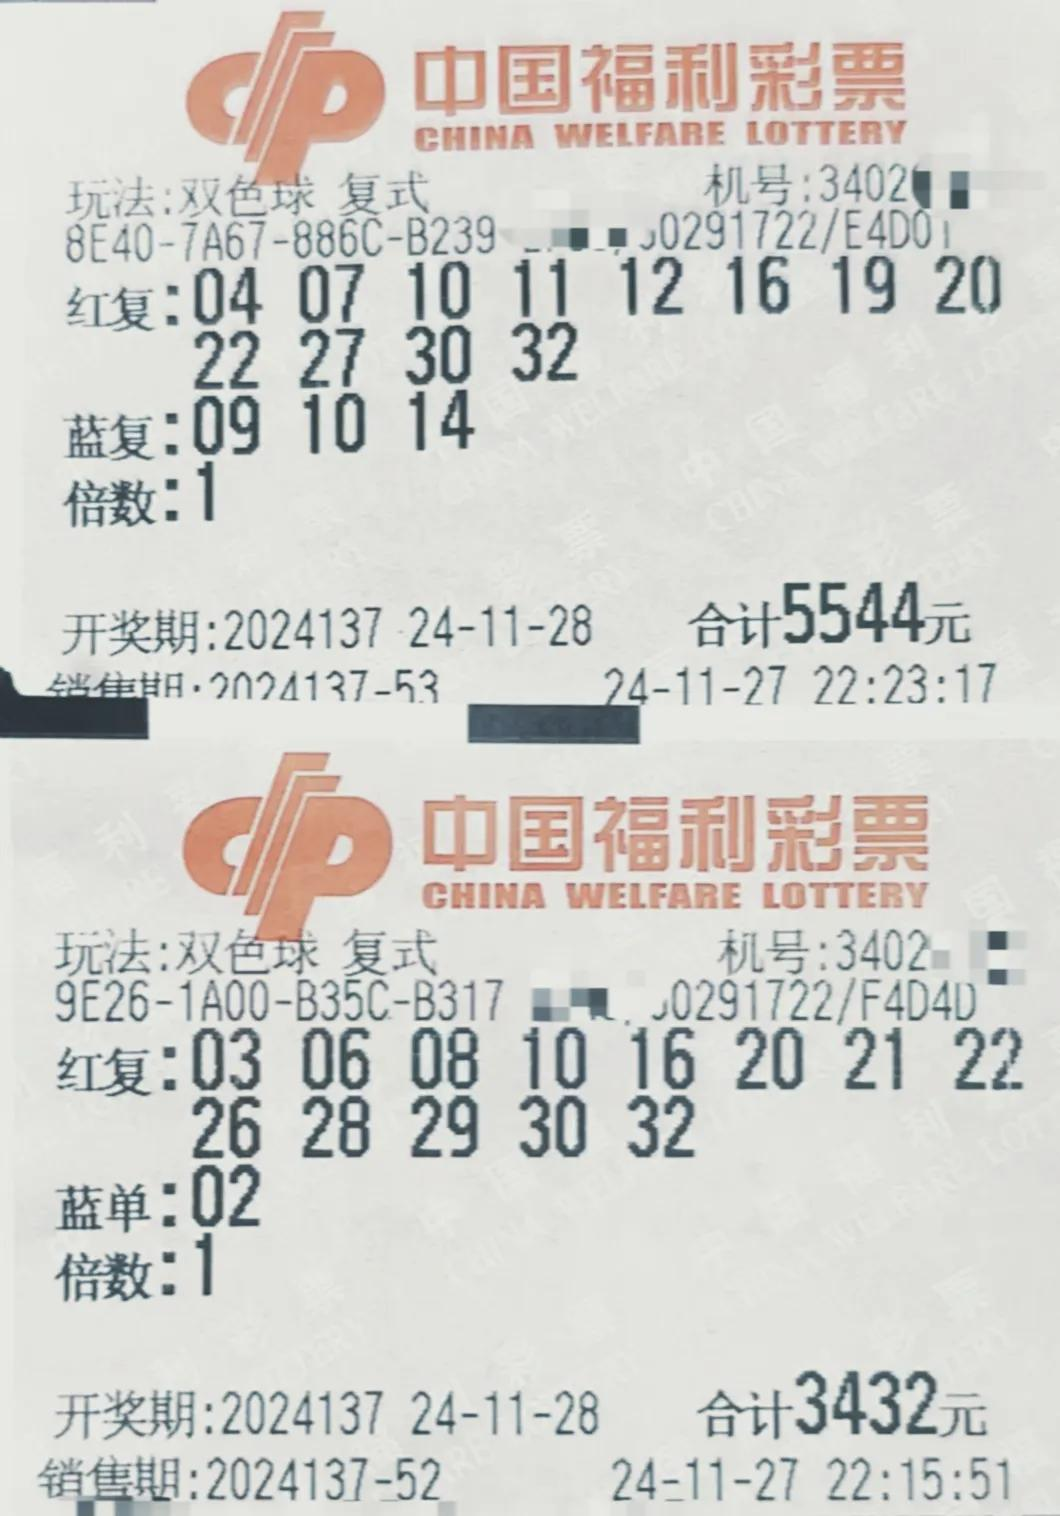 中国福利彩票
CHINA WELFARE LOTTERY
玩法:双色球 复式 机号:3402
8E40-7A67-886C-B239 0291722/E4D01
红复:04 07 10 11 12 16 19 20
22 27 30 32
蓝复:09 10 14
倍数:1
开奖期:2024137 24-11-28 合计5544元
销售期:2024137-53 24-11-27 22:23:17
中国福利彩票
CHINA WELFARE LOTTERY
玩法:双色球 复式 机号:3402
9E26-1A00-B35C-B317 0291722/F4D4D
红复:03 06 08 10 16 20 21 22
26 28 29 30 32
蓝单:02
倍数:1
开奖期:2024137 24-11-28 合计3432元
销售期:2024137-52 24-11-27 22:15:51